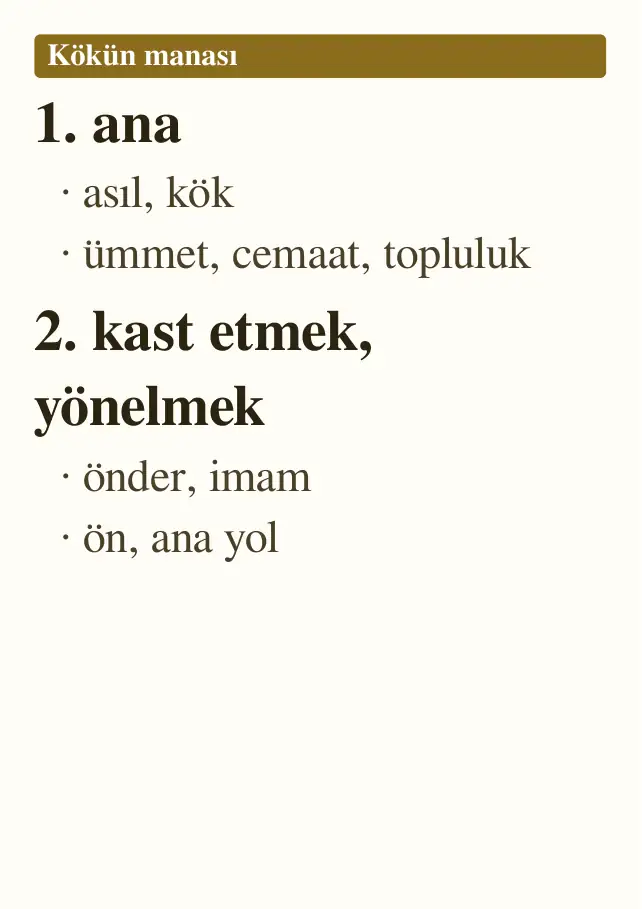 Kökün manası
1. ana
· asıl, kök
· ümmet, cemaat, topluluk
2. kast etmek,
yönelmek
· önder, imam
· ön, ana yol